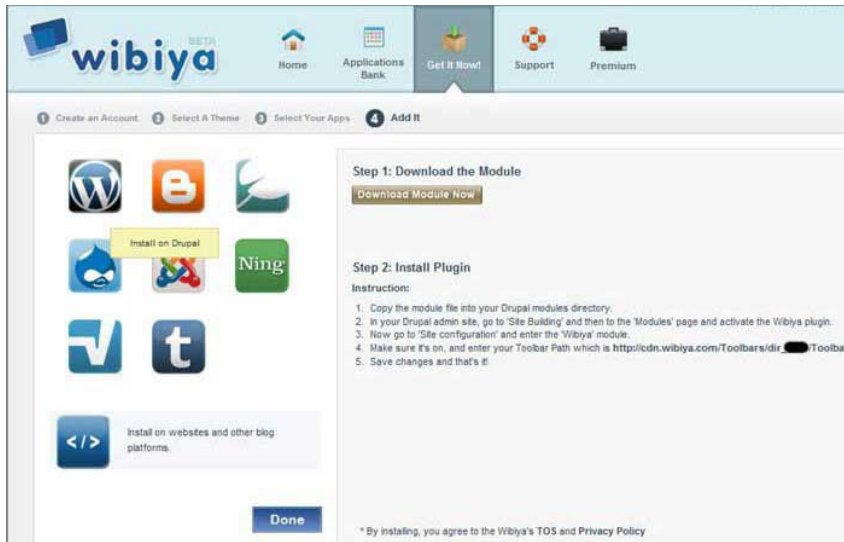 BETA
wibiya
Home
Applications
Bank
Get It Now!
Support
Premium
1 Create an Account 2 Select A Theme 3 Select Your Apps 4 Add It
Install on Drupal
Ning
t
</>
Install on websites and other blog
platforms.
Done
Step 1: Download the Module
Download Module Now
Step 2: Install Plugin
Instruction:
1. Copy the module file into your Drupal modules directory.
2. In your Drupal admin site, go to 'Site Building' and then to the 'Modules' page and activate the Wibiya plugin.
3. Now go to 'Site configuration' and enter the 'Wibiya' module.
4. Make sure it's on, and enter your Toolbar Path which is http://cdn.wibiya.com/Toolbars/dir_ /Toolba
5. Save changes and that's it!
* By installing, you agree to the Wibiya's TOS and Privacy Policy